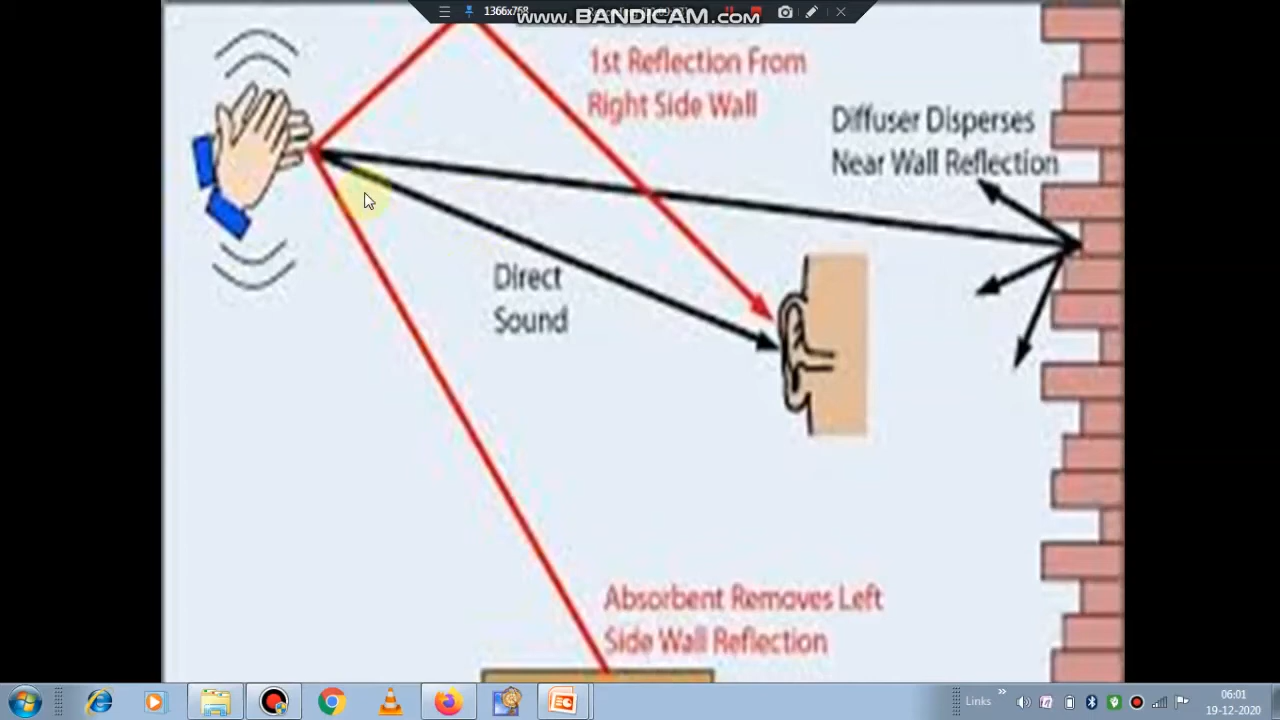 1366x768
www.BANDICAM.com
1st Reflection From
Right Side Wall
Diffuser Disperses
Near Wall Reflection
Direct
Sound
Absorbent Removes Left
Side Wall Reflection
Links
06:01
19-12-2020